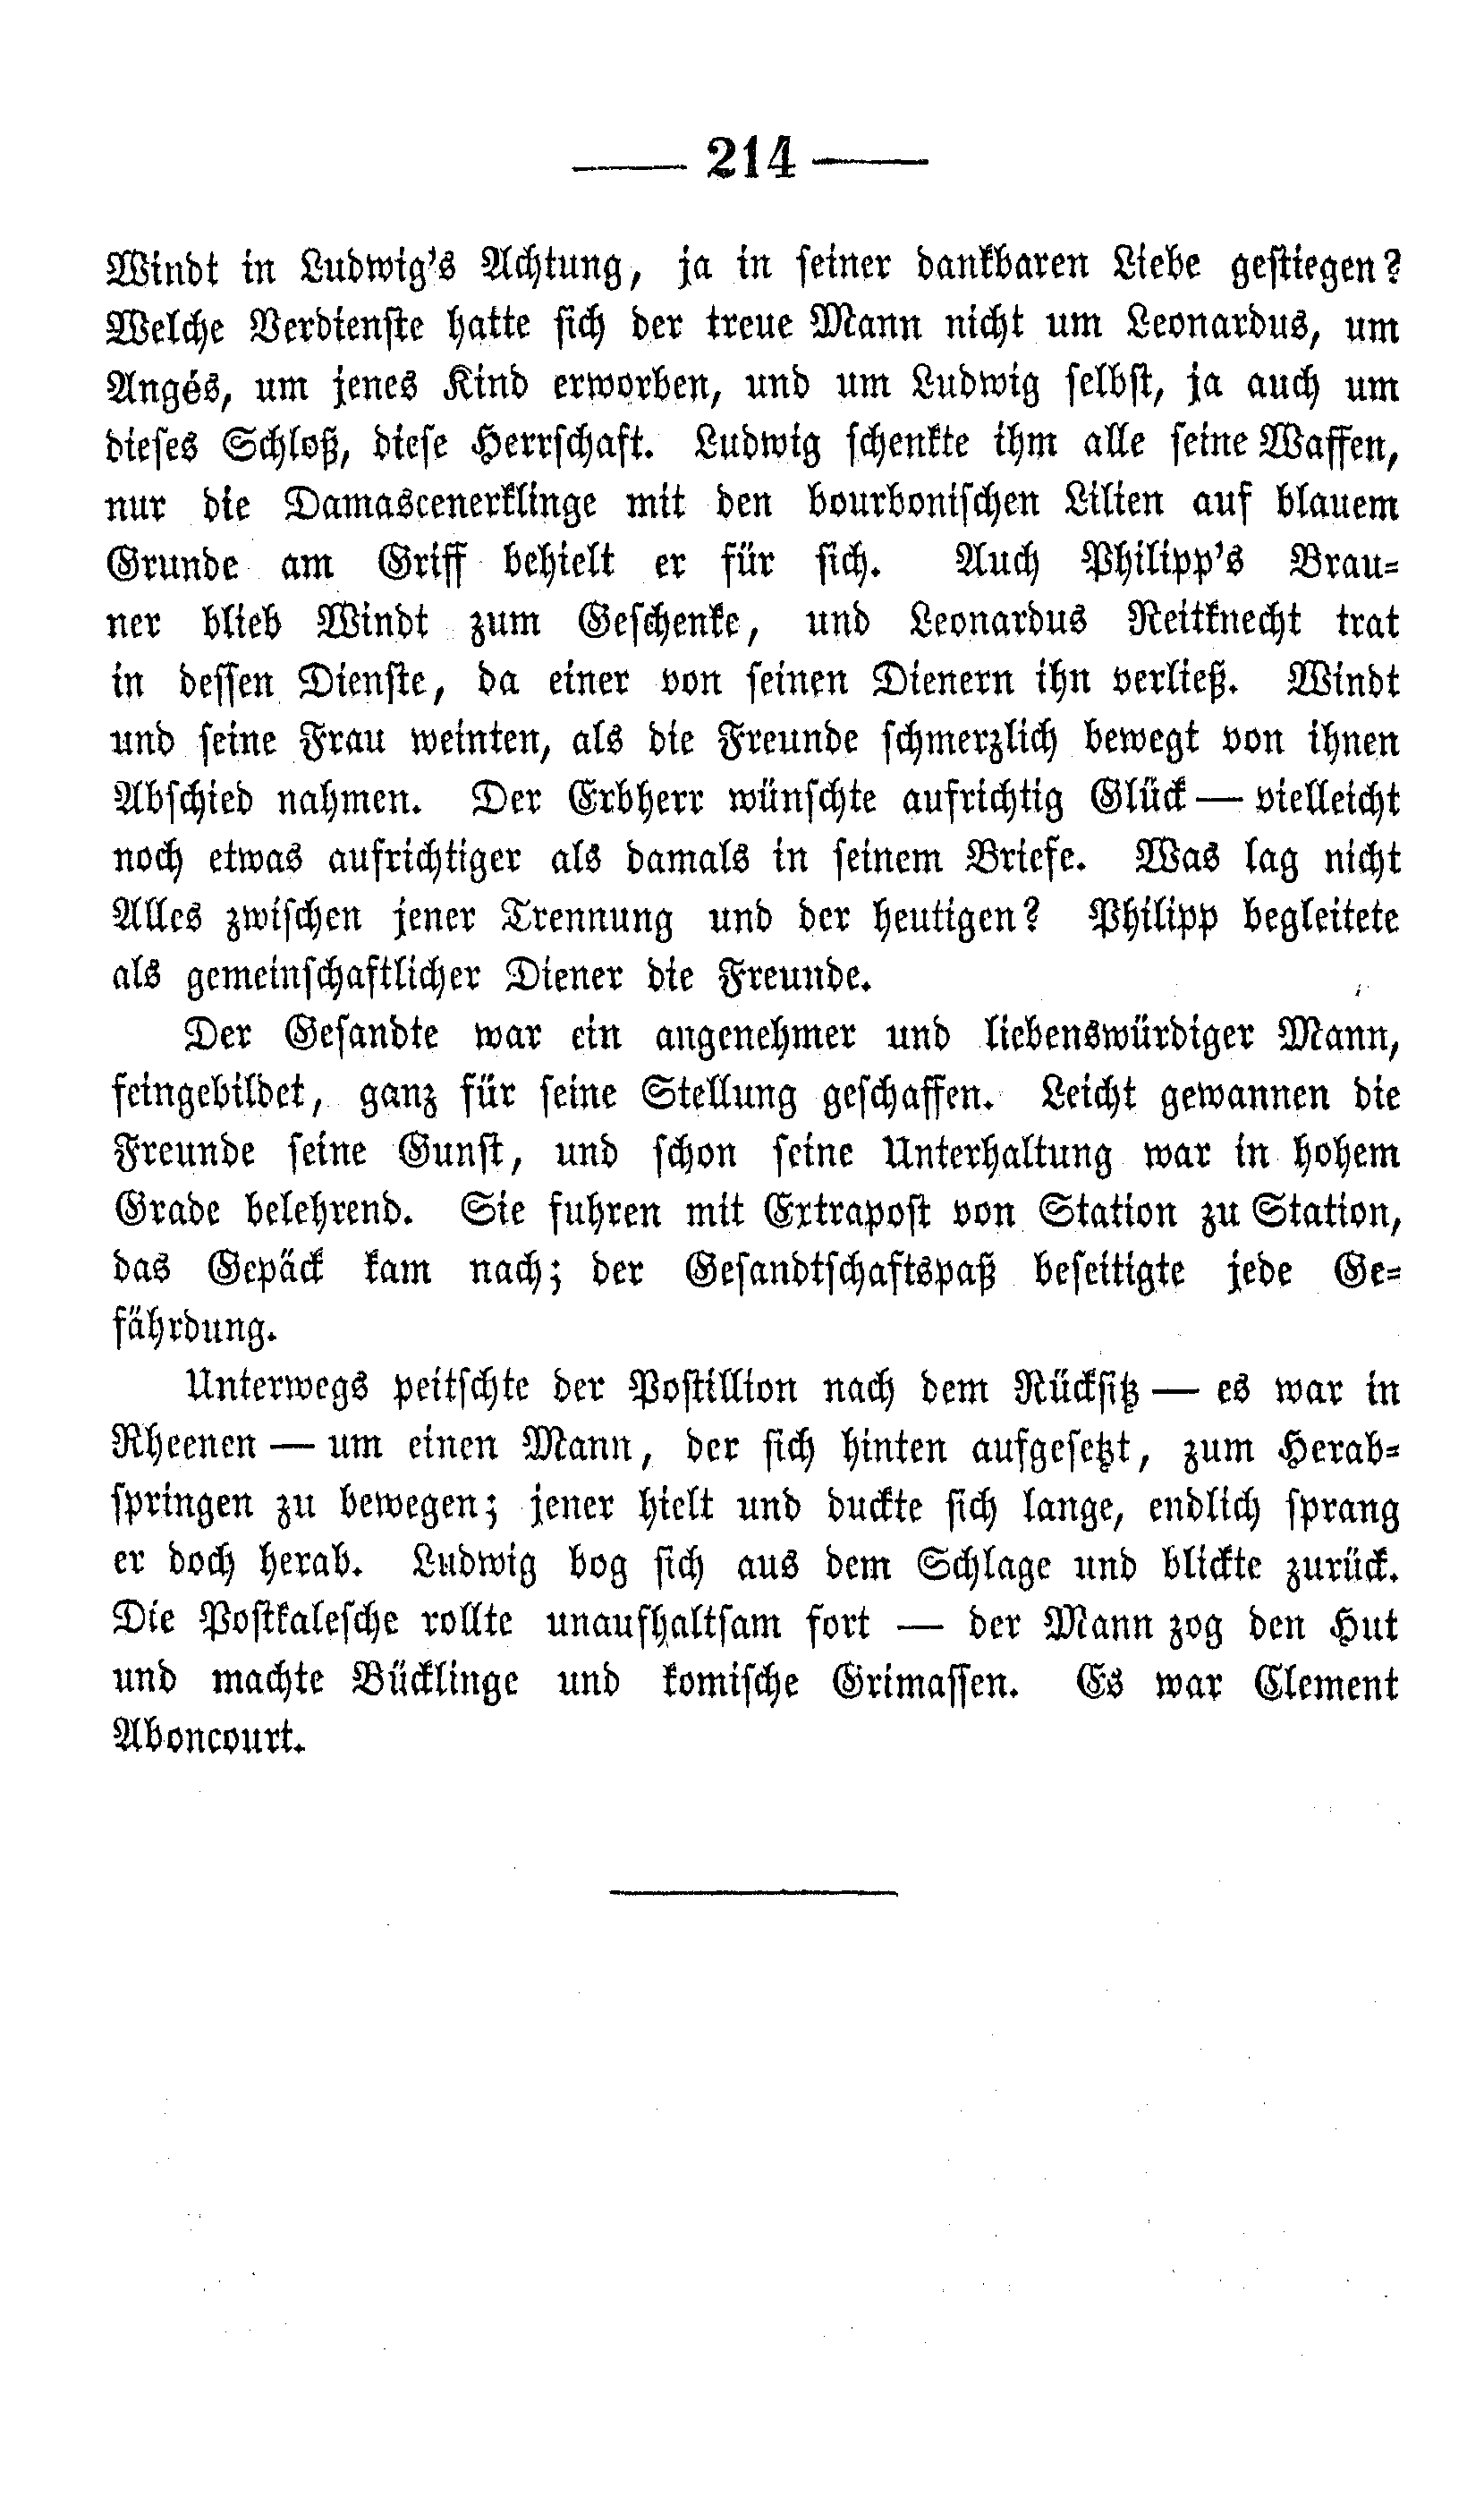 — 214 —
Windt in Ludwig's Achtung, ja in seiner dankbaren Liebe gestiegen?
Welche Verdienste hatte sich der treue Mann nicht um Leonardus, um
Angés, um jenes Kind erworben, und um Ludwig selbst, ja auch um
dieses Schloß, diese Herrschaft. Ludwig schenkte ihm alle seine Waffen,
nur die Damascenerklinge mit den bourbonischen Lilien auf blauem
Grunde am Griff behielt er für sich. Auch Philipp's Brau-
ner blieb Windt zum Geschenke, und Leonardus Reitknecht trat
in dessen Dienste, da einer von seinen Dienern ihn verließ. Windt
und seine Frau weinten, als die Freunde schmerzlich bewegt von ihnen
Abschied nahmen. Der Erbherr wünschte aufrichtig Glück — vielleicht
noch etwas aufrichtiger als damals in seinem Briefe. Was lag nicht
Alles zwischen jener Trennung und der heutigen? Philipp begleitete
als gemeinschaftlicher Diener die Freunde.
Der Gesandte war ein angenehmer und liebenswürdiger Mann,
feingebildet, ganz für seine Stellung geschaffen. Leicht gewannen die
Freunde seine Gunst, und schon seine Unterhaltung war in hohem
Grade belehrend. Sie fuhren mit Extrapost von Station zu Station,
das Gepäck kam nach; der Gesandtschaftspaß beseitigte jede Ge-
fährdung.
Unterwegs peitschte der Postillion nach dem Rücksitz — es war in
Rheenen — um einen Mann, der sich hinten aufgesetzt, zum Herab-
springen zu bewegen; jener hielt und duckte sich lange, endlich sprang
er doch herab. Ludwig bog sich aus dem Schlage und blickte zurück.
Die Postkalesche rollte unaufhaltsam fort — der Mann zog den Hut
und machte Bücklinge und komische Grimassen. Es war Clement
Aboncourt.